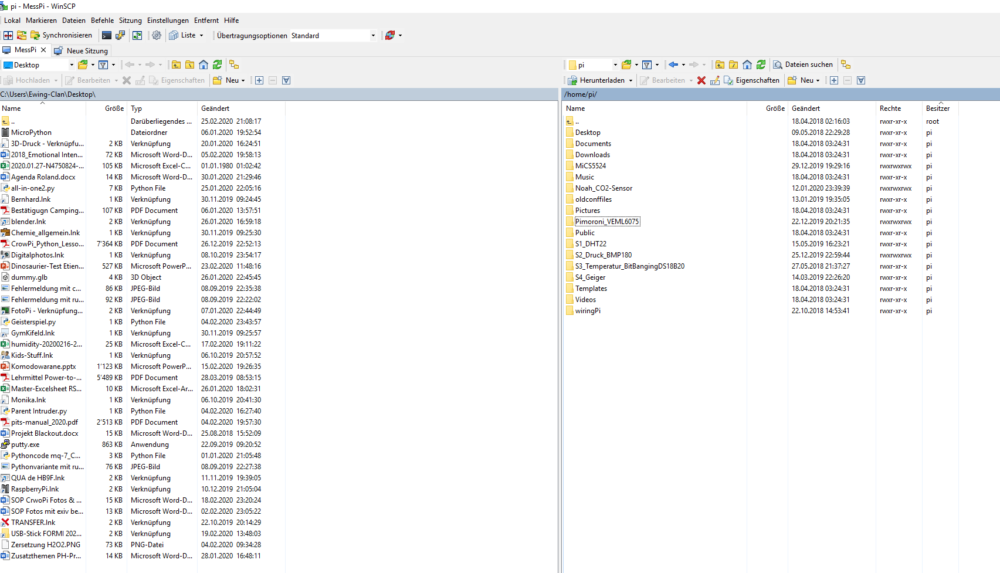 pi - MessPi - WinSCP
Lokal Markieren Dateien Befehle Sitzung Einstellungen Entfernt Hilfe
Synchronisieren Liste Übertragungsoptionen Standard
MessPi Neue Sitzung
Desktop pi Dateien suchen
Hochladen Bearbeiten Eigenschaften Neu Herunterladen Bearbeiten Eigenschaften Neu
C:\Users\Ewing-Clan\Desktop\ /home/pi/
Name Größe Typ Geändert
.. Darüberliegendes ... 25.02.2020 21:08:17
MicroPython Dateiordner 06.01.2020 19:52:54
3D-Druck - Verknüpfu... 2 KB Verknüpfung 20.01.2020 16:24:51
2018_Emotional Inten... 72 KB Microsoft Word-D... 05.02.2020 19:58:13
2020.01.27-N4750824-... 105 KB Microsoft Excel-C... 01.01.1980 01:02:42
Agenda Roland.docx 14 KB Microsoft Word-D... 30.01.2020 21:29:46
all-in-one2.py 7 KB Python File 25.01.2020 22:05:16
Bernhard.lnk 1 KB Verknüpfung 30.11.2019 09:24:45
Bestätigugn Camping... 107 KB PDF Document 06.01.2020 13:57:51
blender.lnk 2 KB Verknüpfung 26.01.2020 16:59:18
Chemie_allgemein.lnk 1 KB Verknüpfung 30.11.2019 09:25:30
CrowPi_Python_Lesso... 7'364 KB PDF Document 26.12.2019 22:52:13
Digitalphotos.lnk 1 KB Verknüpfung 08.10.2019 23:54:17
Dinosaurier-Test Etien... 527 KB Microsoft PowerP... 23.02.2020 11:48:16
dummy.glb 4 KB 3D Object 26.01.2020 22:45:45
Fehlermeldung mit c... 86 KB JPEG-Bild 08.09.2019 22:35:38
Fehlermeldung mit ru... 92 KB JPEG-Bild 08.09.2019 22:22:02
FotoPi - Verknüpfung... 2 KB Verknüpfung 07.01.2020 22:44:49
Geisterspiel.py 1 KB Python File 04.02.2020 23:43:57
GymKifeld.lnk 1 KB Verknüpfung 30.11.2019 09:25:57
humidity-20200216-2... 25 KB Microsoft Excel-C... 17.02.2020 19:11:22
Kids-Stuff.lnk 1 KB Verknüpfung 06.10.2019 20:57:52
Komodowarane.pptx 1'123 KB Microsoft PowerP... 15.02.2020 19:26:35
Lehrmittel Power-to-... 5'489 KB PDF Document 28.03.2019 08:53:15
Master-Excelsheet RS... 10 KB Microsoft Excel-Ar... 26.01.2020 18:02:31
Monika.lnk 1 KB Verknüpfung 06.10.2019 20:41:30
Parent Intruder.py 1 KB Python File 04.02.2020 16:27:40
pits-manual_2020.pdf 2'513 KB PDF Document 04.02.2020 19:57:30
Projekt Blackout.docx 15 KB Microsoft Word-D... 25.08.2018 15:52:09
putty.exe 863 KB Anwendung 22.09.2019 09:20:52
Pythoncode mq-7_C... 3 KB Python File 01.01.2020 21:05:48
Pythonvariante mit ru... 76 KB JPEG-Bild 08.09.2019 22:27:38
QUA de HB9F.lnk 2 KB Verknüpfung 11.11.2019 19:39:05
RaspberryPi.lnk 2 KB Verknüpfung 10.12.2019 21:05:04
SOP CrwoPi Fotos & ... 15 KB Microsoft Word-D... 18.02.2020 23:20:24
SOP Fotos mit exiv be... 13 KB Microsoft Word-D... 02.02.2020 23:05:22
TRANSFER.lnk 2 KB Verknüpfung 22.10.2019 20:14:29
USB-Stick FORMI 202... 2 KB Verknüpfung 19.02.2020 13:48:03
Zersetzung H2O2.PNG 73 KB PNG-Datei 04.02.2020 09:34:28
Zusatzthemen PH-Pr... 14 KB Microsoft Word-D... 28.01.2020 16:48:11
Name Größe Geändert Rechte Besitzer
.. 18.04.2018 02:16:03 rwxr-xr-x root
Desktop 09.05.2018 22:29:28 rwxr-xr-x pi
Documents 18.04.2018 03:24:31 rwxr-xr-x pi
Downloads 18.04.2018 03:24:31 rwxr-xr-x pi
MiCS5524 29.12.2019 19:29:16 rwxrwxrwx pi
Music 18.04.2018 03:24:31 rwxr-xr-x pi
Noah_CO2-Sensor 12.01.2020 23:39:39 rwxrwxrwx pi
oldconffiles 13.01.2019 19:35:05 rwxr-xr-x pi
Pictures 18.04.2018 03:24:31 rwxr-xr-x pi
Pimoroni_VEML6075 22.12.2019 20:21:35 rwxrwxrwx pi
Public 18.04.2018 03:24:31 rwxr-xr-x pi
S1_DHT22 15.05.2019 16:23:21 rwxr-xr-x pi
S2_Druck_BMP180 25.12.2019 22:59:44 rwxrwxrwx pi
S3_Temperatur_BitBangingDS18B20 27.05.2018 21:37:27 rwxr-xr-x pi
S4_Geiger 14.03.2019 22:26:20 rwxr-xr-x pi
Templates 18.04.2018 03:24:31 rwxr-xr-x pi
Videos 18.04.2018 03:24:31 rwxr-xr-x pi
wiringPi 22.10.2018 14:53:41 rwxr-xr-x pi